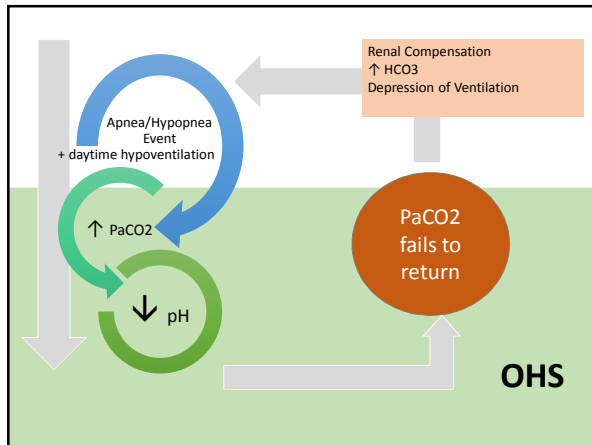 Renal Compensation
↑ HCO3
Depression of Ventilation
Apnea/Hypopnea
Event
+ daytime hypoventilation
↑ PaCO2
↓ pH
PaCO2
fails to
return
OHS